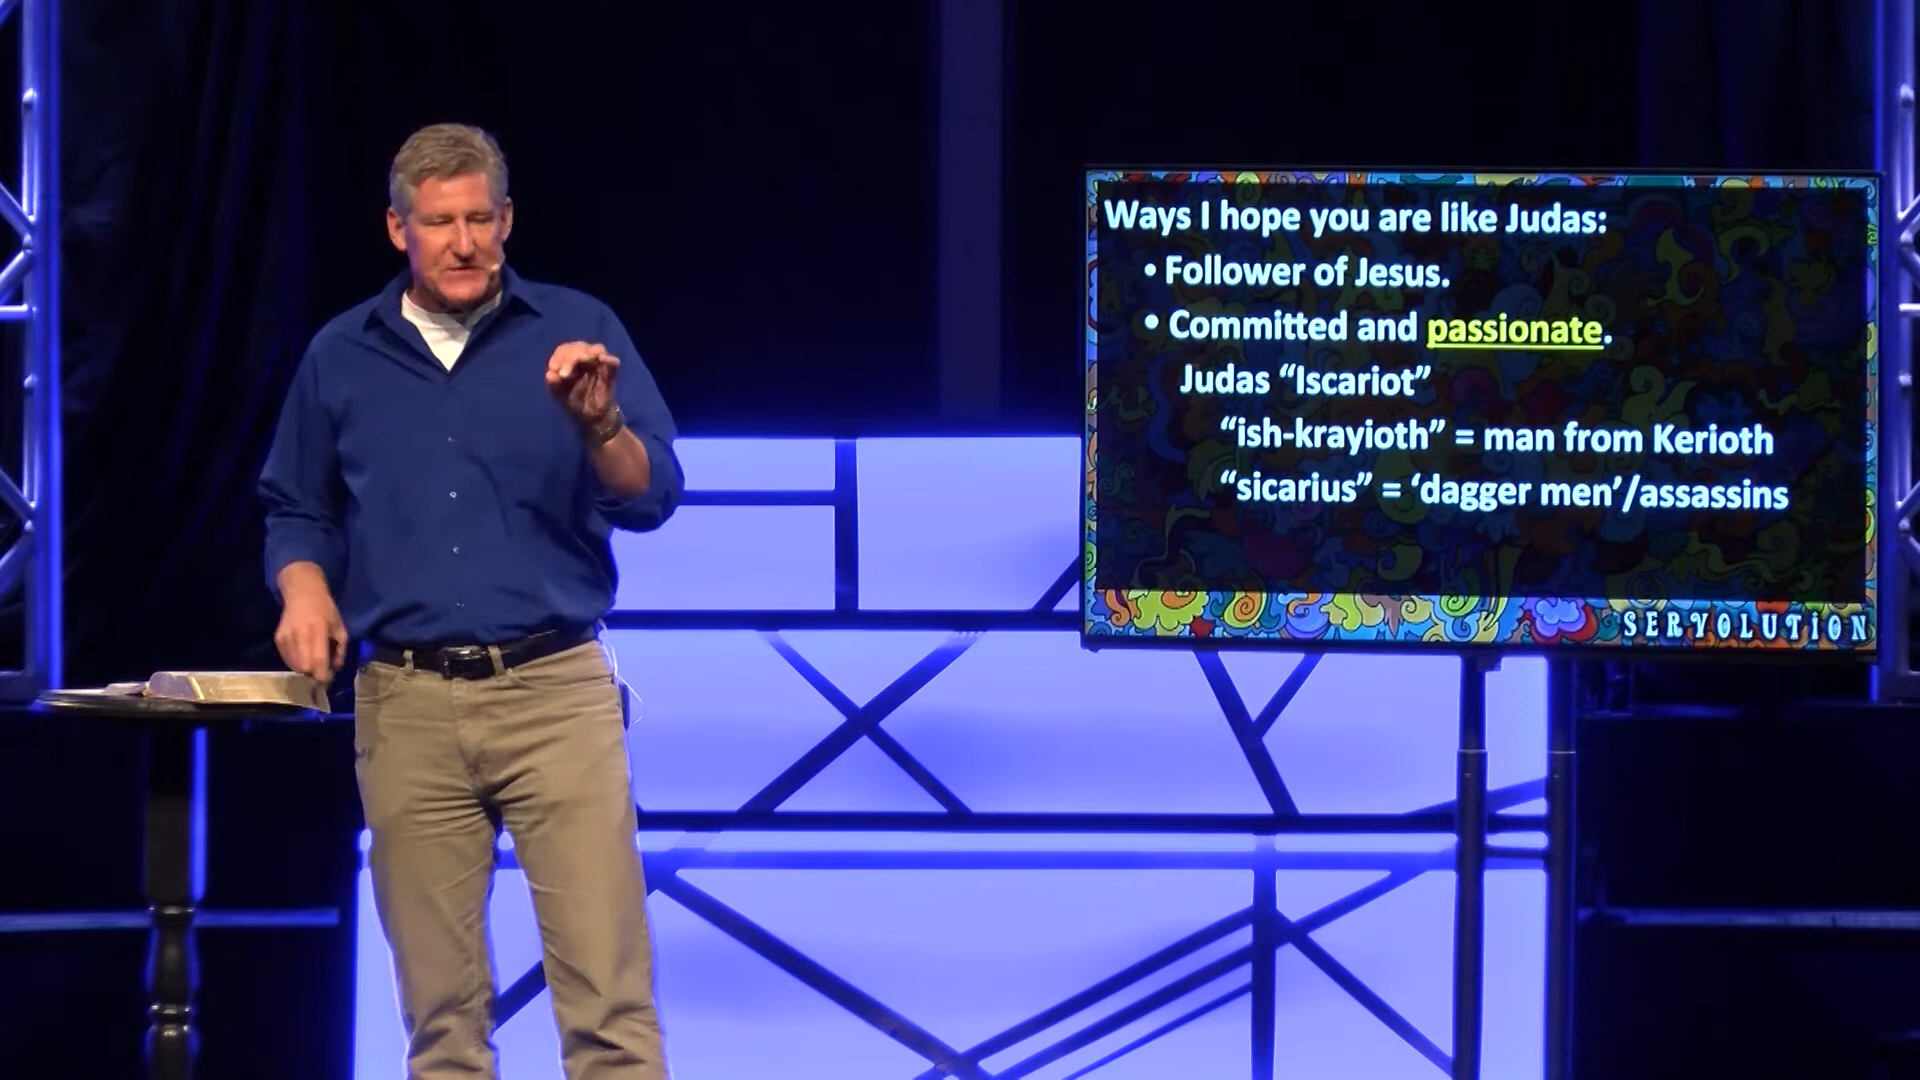 Ways I hope you are like Judas:
• Follower of Jesus.
• Committed and passionate.
Judas “Iscariot”
“ish-krayioth” = man from Kerioth
“sicarius” = ‘dagger men’/assassins
SERVOLUTiON